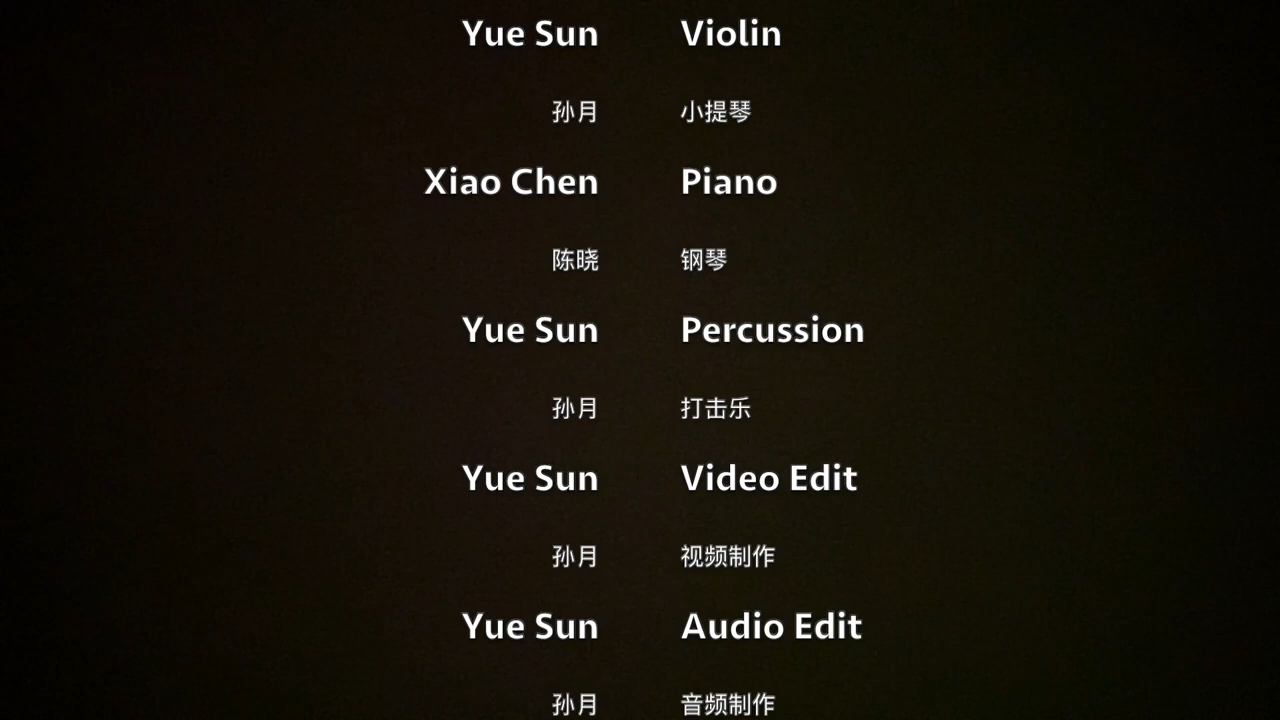 Yue Sun Violin
孙月 小提琴
Xiao Chen Piano
陈晓 钢琴
Yue Sun Percussion
孙月 打击乐
Yue Sun Video Edit
孙月 视频制作
Yue Sun Audio Edit
孙月 音频制作